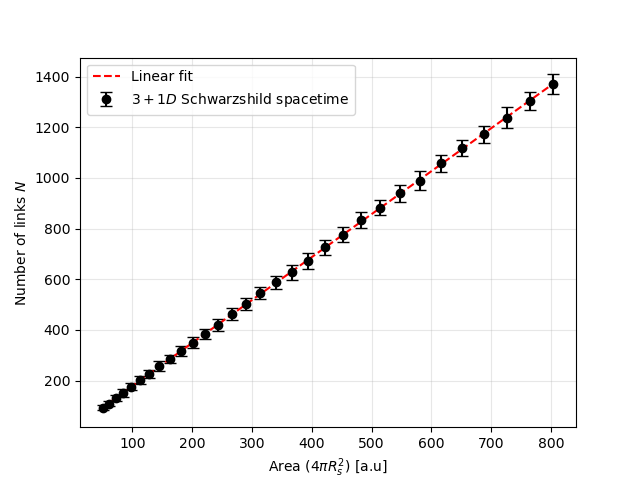 Linear fit
3 + 1D Schwarzshild spacetime
1400
1200
1000
800
600
400
200
Number of links N
100 200 300 400 500 600 700 800
Area (4πR_s^2) [a.u]